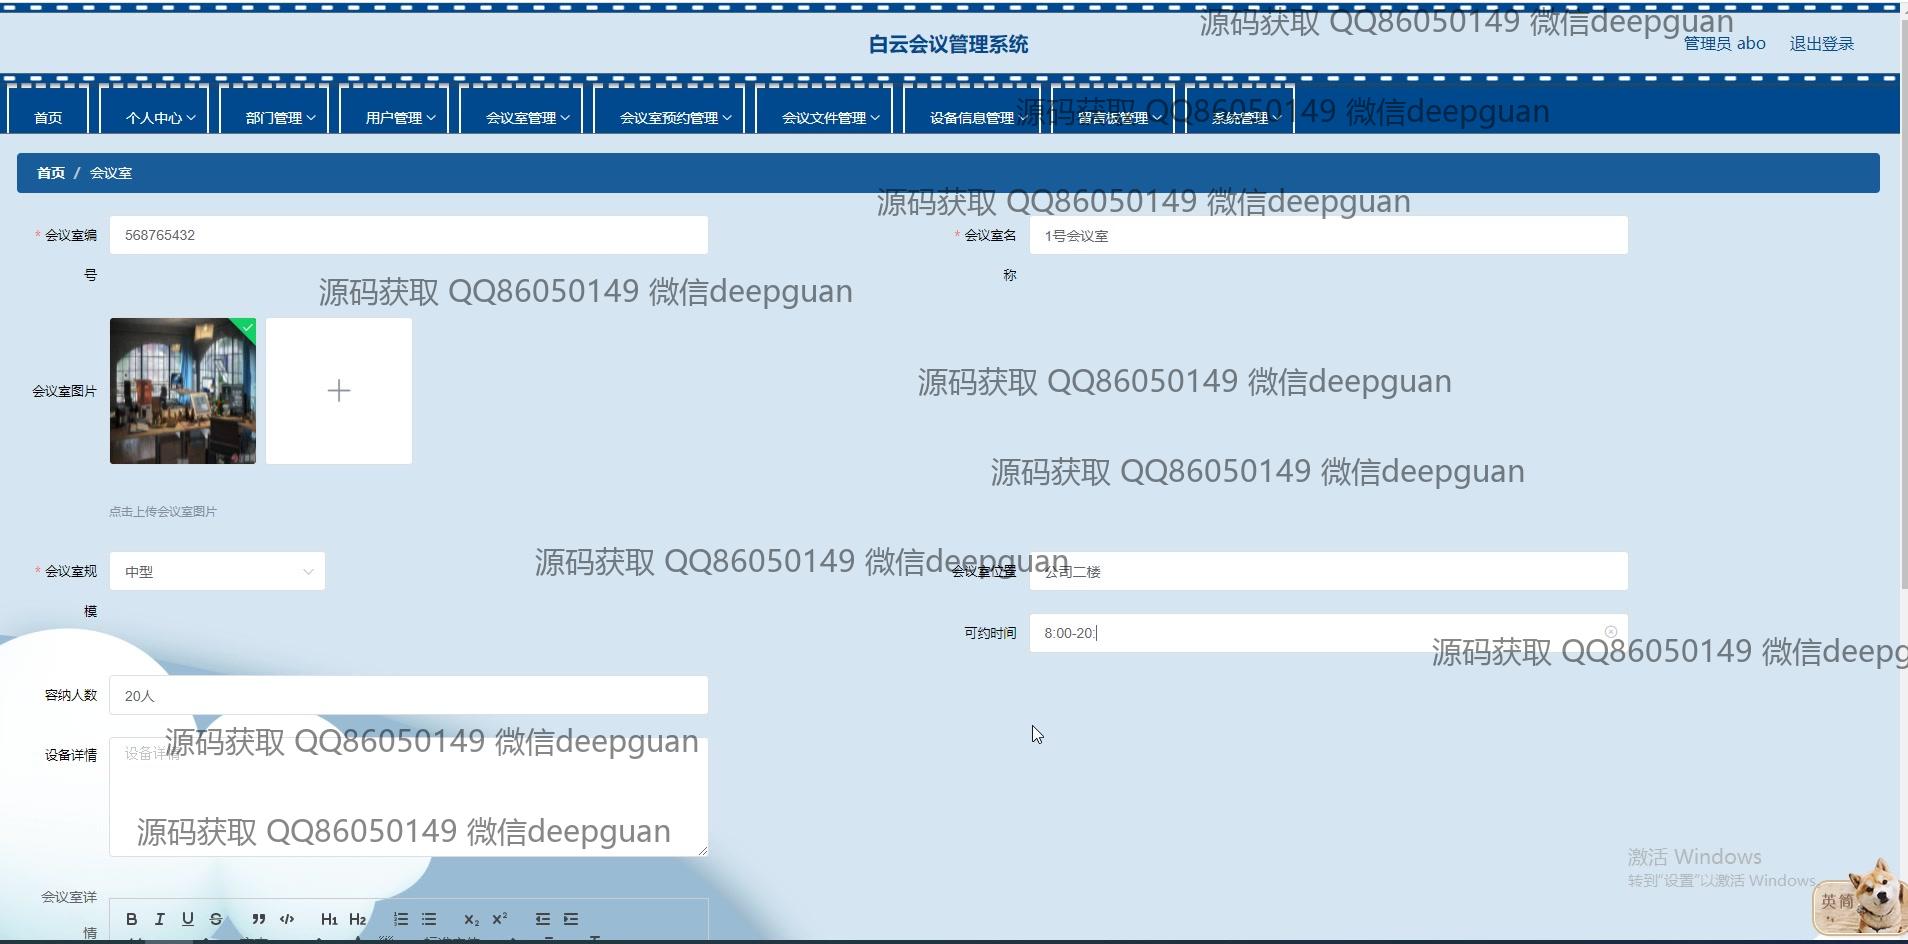 源码获取 QQ86050149 微信deepguan
白云会议管理系统
管理员 abo
退出登录
首页
个人中心
部门管理
用户管理
会议室管理
会议室预约管理
会议文件管理
设备信息管理
留言板管理
系统管理
源码获取 QQ86050149 微信deepguan
首页 / 会议室
源码获取 QQ86050149 微信deepguan
* 会议室编
号
568765432
* 会议室名
称
1号会议室
源码获取 QQ86050149 微信deepguan
会议室图片
源码获取 QQ86050149 微信deepguan
源码获取 QQ86050149 微信deepguan
点击上传会议室图片
* 会议室规
模
中型
源码获取 QQ86050149 微信deepguan
会议室位置
公司二楼
可约时间
8:00-20:
源码获取 QQ86050149 微信deepg
容纳人数
20人
设备详情
设备详情
源码获取 QQ86050149 微信deepguan
源码获取 QQ86050149 微信deepguan
激活 Windows
转到"设置"以激活 Windows。
英简
会议室详
情
B I U S ” </> H1 H2 x₂ x²
标准字体